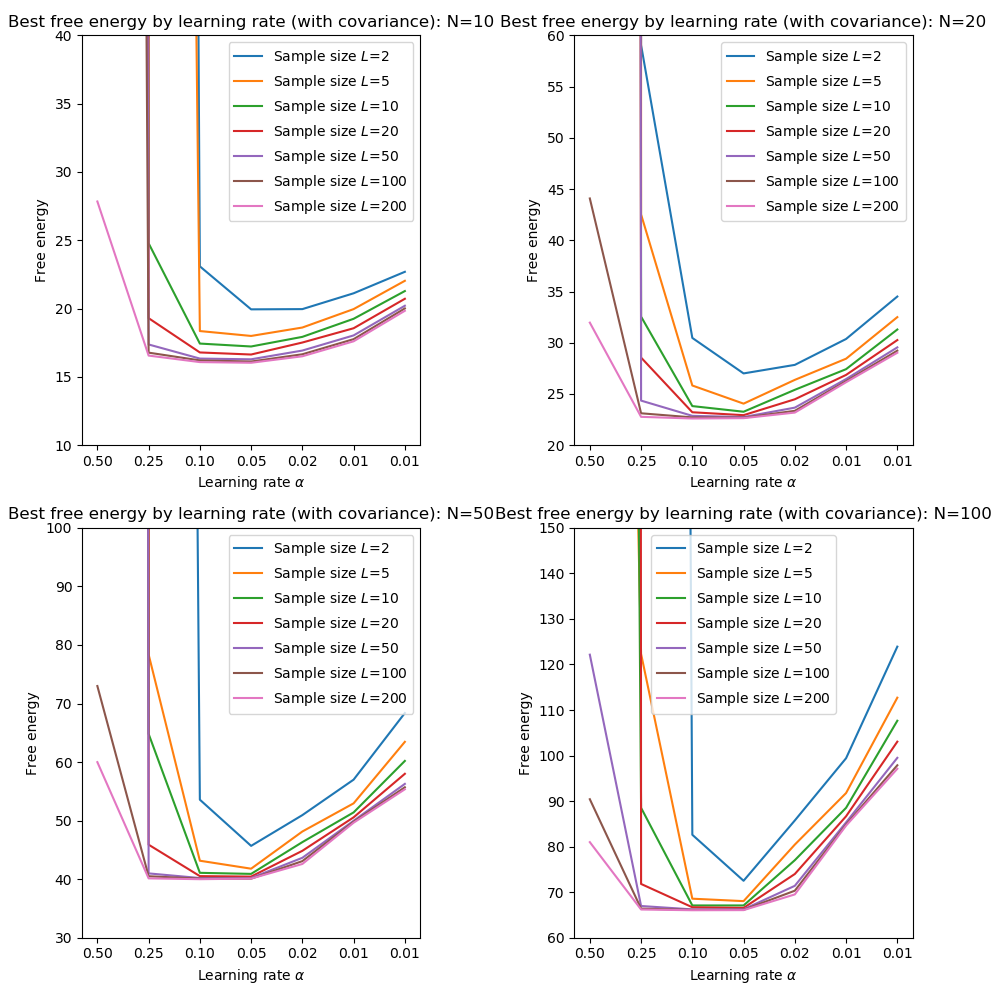 Best free energy by learning rate (with covariance): N=10
40
35
30
25
20
15
10
Free energy
0.50 0.25 0.10 0.05 0.02 0.01 0.01
Learning rate α
Sample size L=2
Sample size L=5
Sample size L=10
Sample size L=20
Sample size L=50
Sample size L=100
Sample size L=200
Best free energy by learning rate (with covariance): N=20
60
55
50
45
40
35
30
25
20
Free energy
0.50 0.25 0.10 0.05 0.02 0.01 0.01
Learning rate α
Sample size L=2
Sample size L=5
Sample size L=10
Sample size L=20
Sample size L=50
Sample size L=100
Sample size L=200
Best free energy by learning rate (with covariance): N=50
100
90
80
70
60
50
40
30
Free energy
0.50 0.25 0.10 0.05 0.02 0.01 0.01
Learning rate α
Sample size L=2
Sample size L=5
Sample size L=10
Sample size L=20
Sample size L=50
Sample size L=100
Sample size L=200
Best free energy by learning rate (with covariance): N=100
150
140
130
120
110
100
90
80
70
60
Free energy
0.50 0.25 0.10 0.05 0.02 0.01 0.01
Learning rate α
Sample size L=2
Sample size L=5
Sample size L=10
Sample size L=20
Sample size L=50
Sample size L=100
Sample size L=200